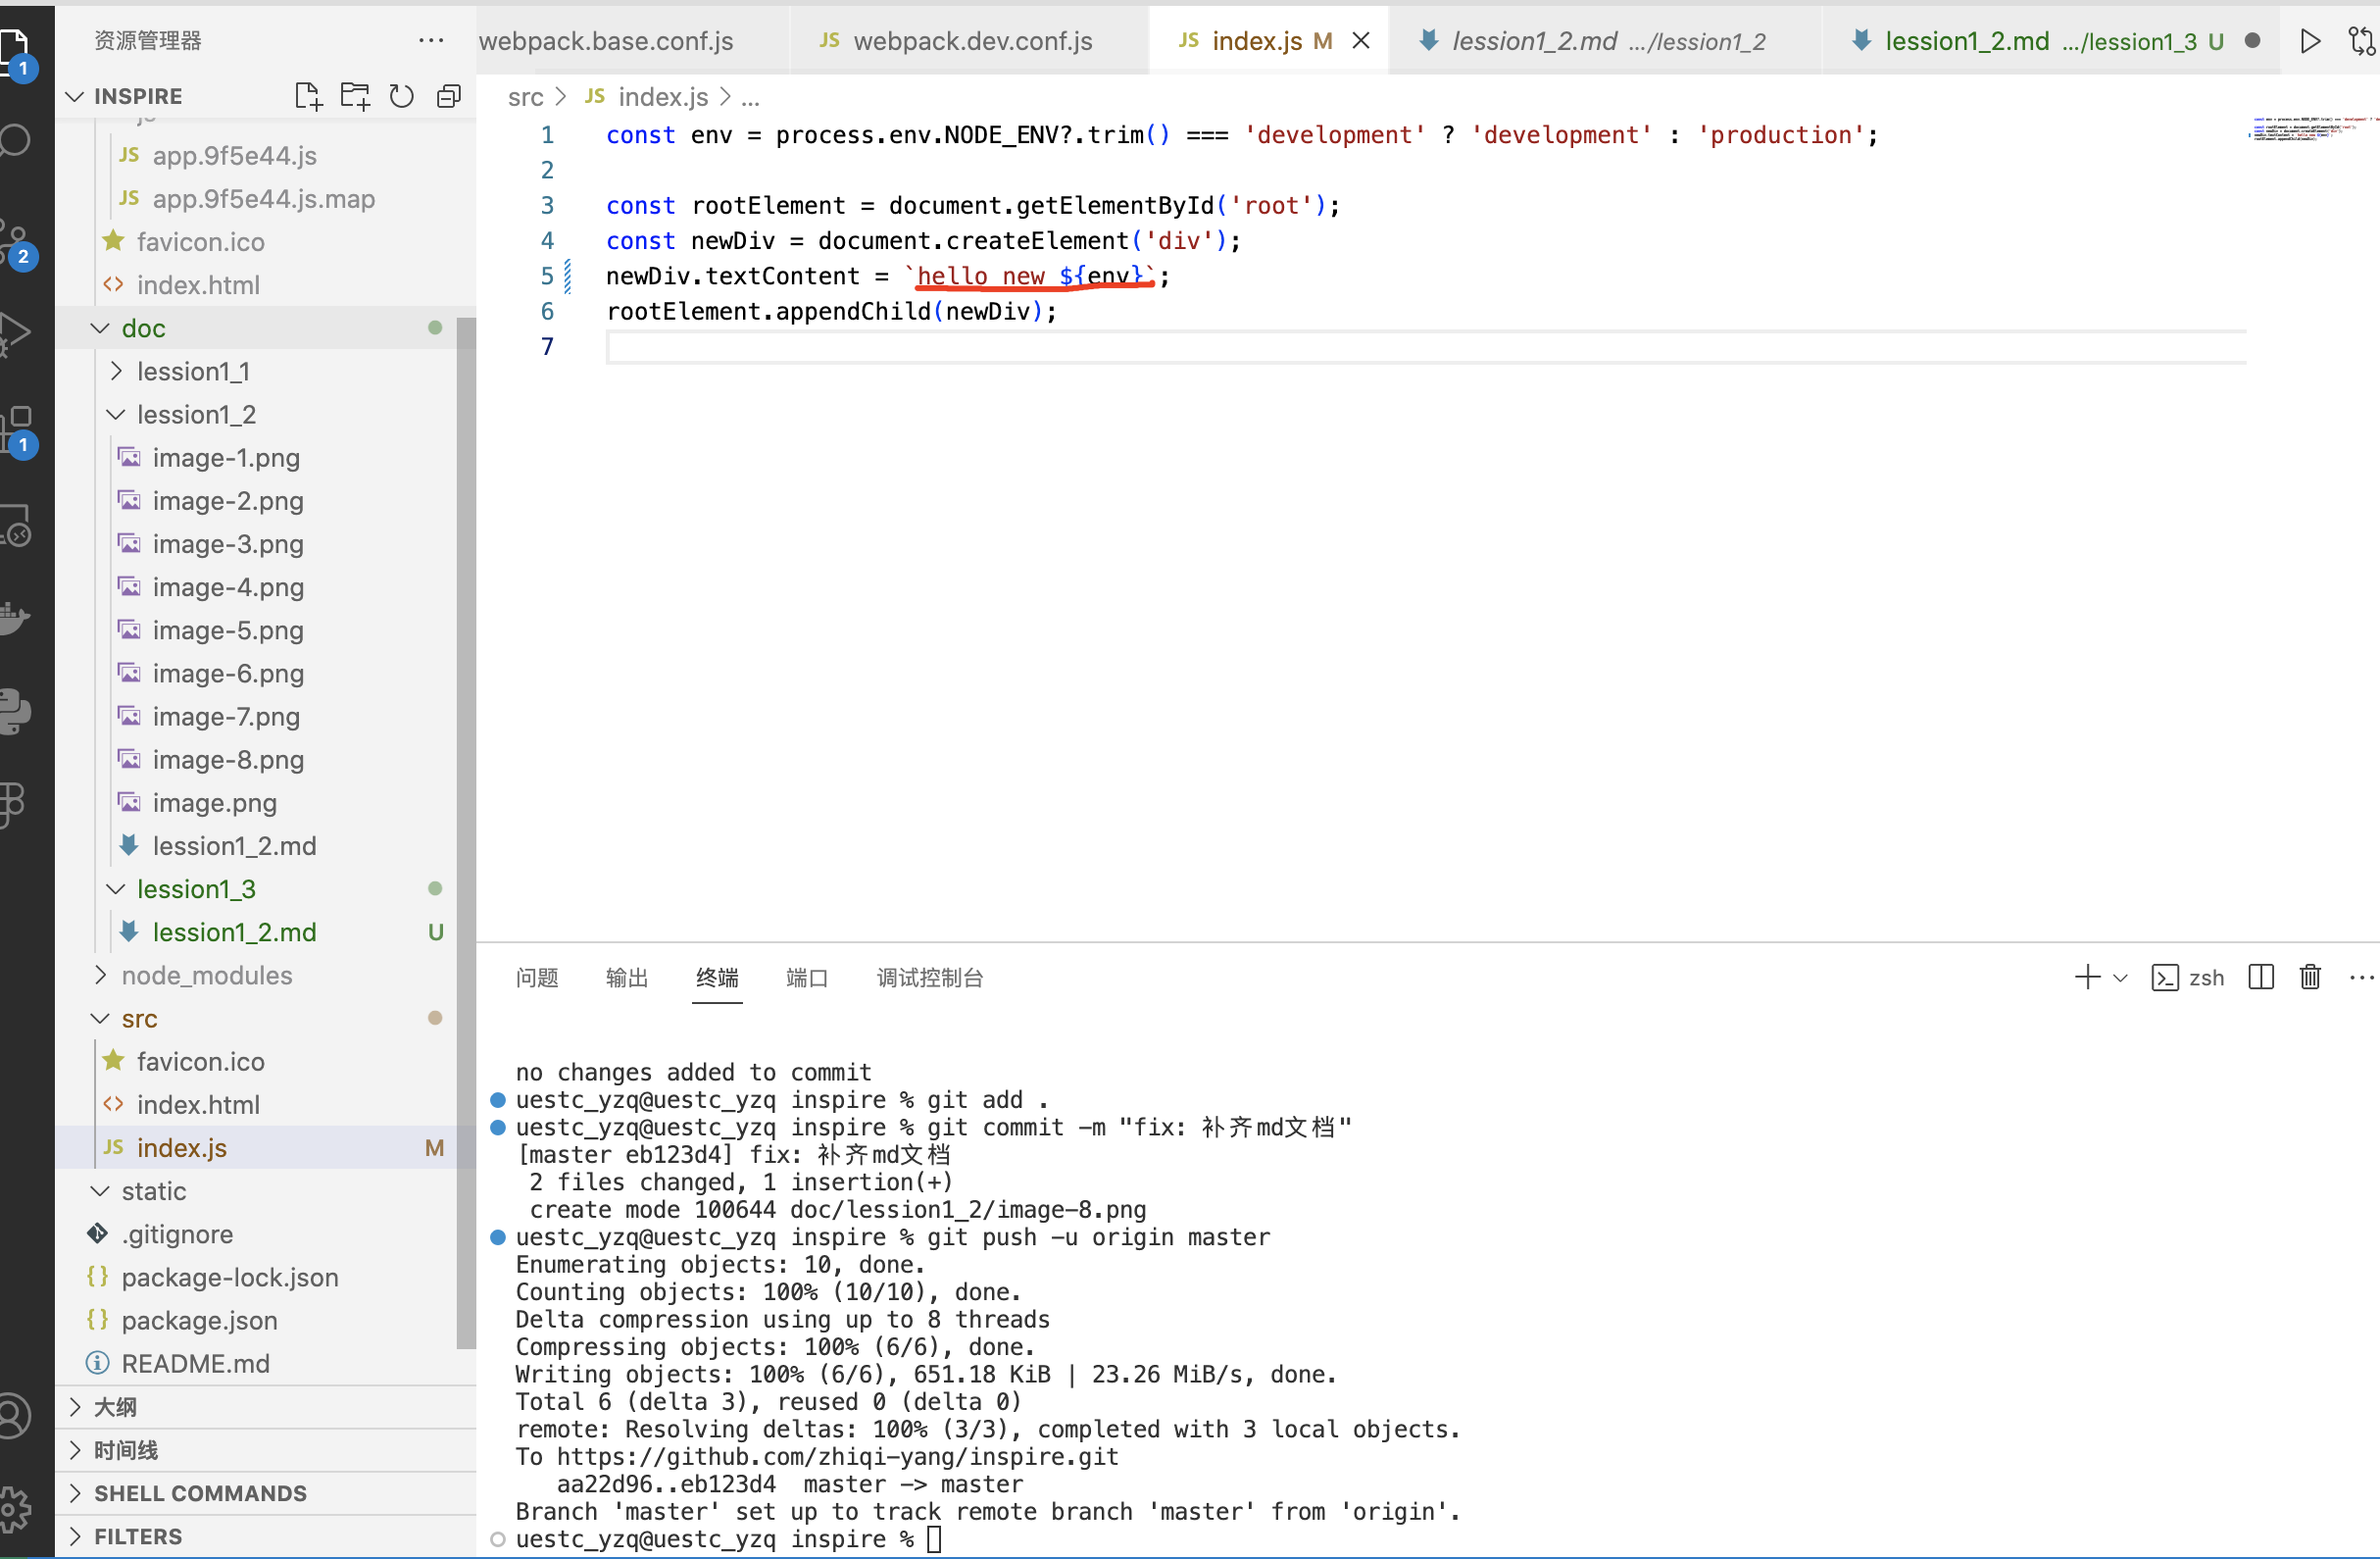 资源管理器
INSPIRE
js
JS app.9f5e44.js
JS app.9f5e44.js.map
favicon.ico
<> index.html
doc
lession1_1
lession1_2
image-1.png
image-2.png
image-3.png
image-4.png
image-5.png
image-6.png
image-7.png
image-8.png
image.png
lession1_2.md
lession1_3
lession1_2.md U
node_modules
src
favicon.ico
<> index.html
JS index.js M
static
.gitignore
{} package-lock.json
{} package.json
README.md
大纲
时间线
SHELL COMMANDS
FILTERS
1
2
1
webpack.base.conf.js
JS webpack.dev.conf.js
JS index.js M
lession1_2.md .../lession1_2
lession1_2.md .../lession1_3 U
src > JS index.js > ...
1 const env = process.env.NODE_ENV?.trim() === 'development' ? 'development' : 'production';
2
3 const rootElement = document.getElementById('root');
4 const newDiv = document.createElement('div');
5 newDiv.textContent = `hello new ${env}`;
6 rootElement.appendChild(newDiv);
7
问题 输出 终端 端口 调试控制台
zsh
no changes added to commit
uestc_yzq@uestc_yzq inspire % git add .
uestc_yzq@uestc_yzq inspire % git commit -m "fix: 补齐md文档"
[master eb123d4] fix: 补齐md文档
2 files changed, 1 insertion(+)
create mode 100644 doc/lession1_2/image-8.png
uestc_yzq@uestc_yzq inspire % git push -u origin master
Enumerating objects: 10, done.
Counting objects: 100% (10/10), done.
Delta compression using up to 8 threads
Compressing objects: 100% (6/6), done.
Writing objects: 100% (6/6), 651.18 KiB | 23.26 MiB/s, done.
Total 6 (delta 3), reused 0 (delta 0)
remote: Resolving deltas: 100% (3/3), completed with 3 local objects.
To https://github.com/zhiqi-yang/inspire.git
aa22d96..eb123d4 master -> master
Branch 'master' set up to track remote branch 'master' from 'origin'.
uestc_yzq@uestc_yzq inspire %